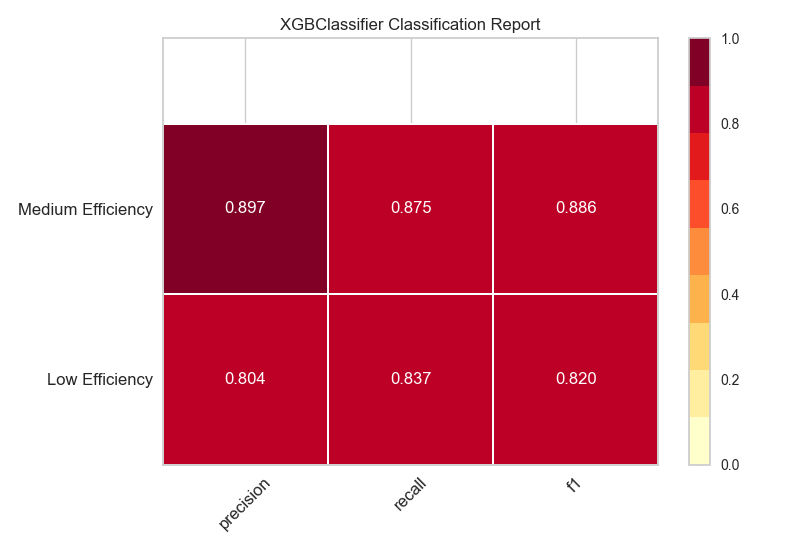 XGBClassifier Classification Report
1.0
0.8
0.6
0.4
0.2
0.0
Medium Efficiency 0.897 0.875 0.886
Low Efficiency 0.804 0.837 0.820
precision recall f1